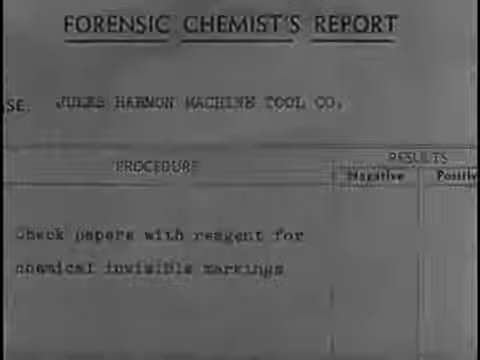 FORENSIC CHEMIST'S REPORT
SE. JULES HARMON MACHINE TOOL CO.
RESULTS
PROCEDURE
Negative Positiv
Check papers with reagent for
chemical invisible markings